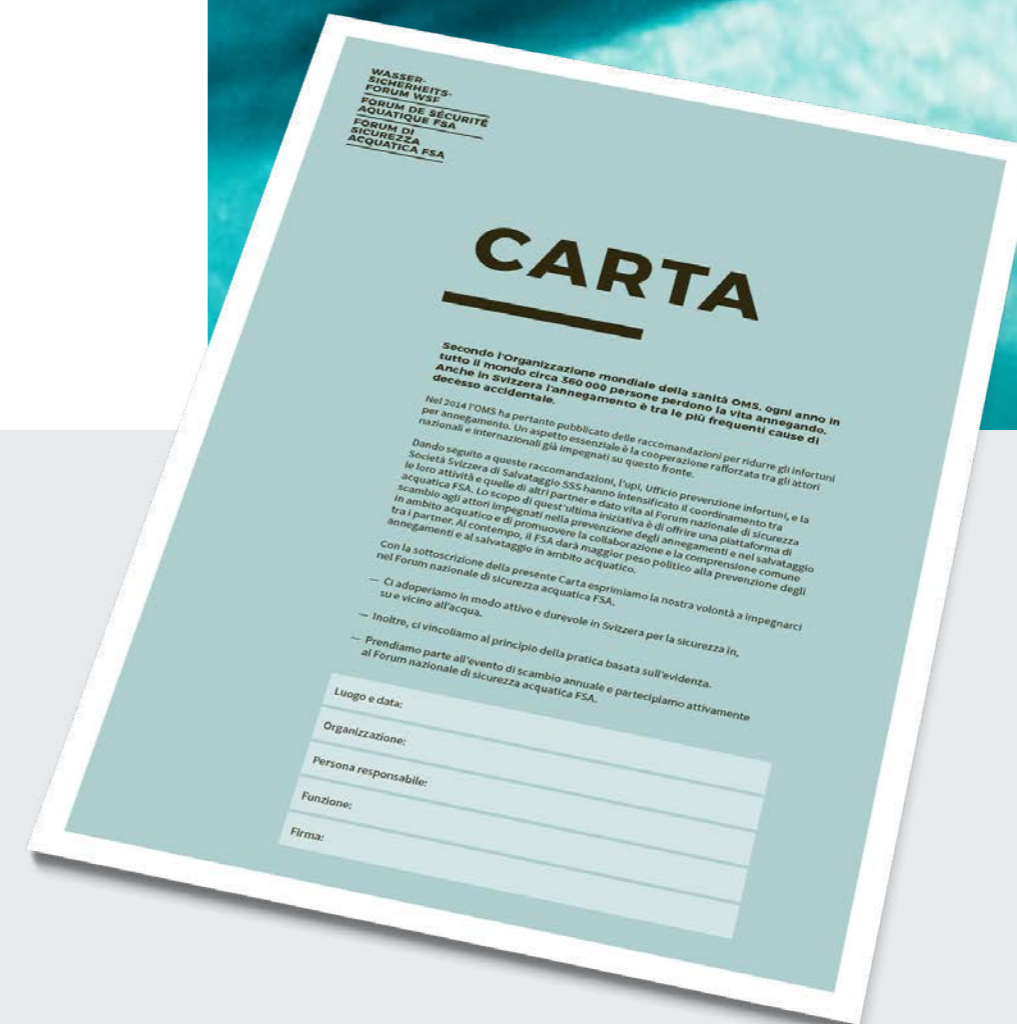 WASSER-
SICHERHEITS-
FORUM WSF
FORUM DE SÉCURITÉ
AQUATIQUE FSA
FORUM DI
SICUREZZA
ACQUATICA FSA
CARTA
Secondo l'Organizzazione mondiale della sanità OMS, ogni anno in
tutto il mondo circa 360 000 persone perdono la vita annegando.
Anche in Svizzera l'annegamento è tra le più frequenti cause di
decesso accidentale.
Nel 2014 l'OMS ha pertanto pubblicato delle raccomandazioni per ridurre gli infortuni
per annegamento. Un aspetto essenziale è la cooperazione rafforzata tra gli attori
nazionali e internazionali già impegnati su questo fronte.
Dando seguito a queste raccomandazioni, l'upi, Ufficio prevenzione infortuni, e la
Società Svizzera di Salvataggio SSS hanno intensificato il coordinamento tra
le loro attività e quelle di altri partner e dato vita al Forum nazionale di sicurezza
acquatica FSA. Lo scopo di quest'ultima iniziativa è di offrire una piattaforma di
scambio agli attori impegnati nella prevenzione degli annegamenti e nel salvataggio
in ambito acquatico e di promuovere la collaborazione e la comprensione comune
tra i partner. Al contempo, il FSA darà maggior peso politico alla prevenzione degli
annegamenti e al salvataggio in ambito acquatico.
Con la sottoscrizione della presente Carta esprimiamo la nostra volontà a impegnarci
nel Forum nazionale di sicurezza acquatica FSA.
— Ci adoperiamo in modo attivo e durevole in Svizzera per la sicurezza in,
su e vicino all'acqua.
— Inoltre, ci vincoliamo al principio della pratica basata sull'evidenza.
— Prendiamo parte all'evento di scambio annuale e partecipiamo attivamente
al Forum nazionale di sicurezza acquatica FSA.
Luogo e data:
Organizzazione:
Persona responsabile:
Funzione:
Firma: